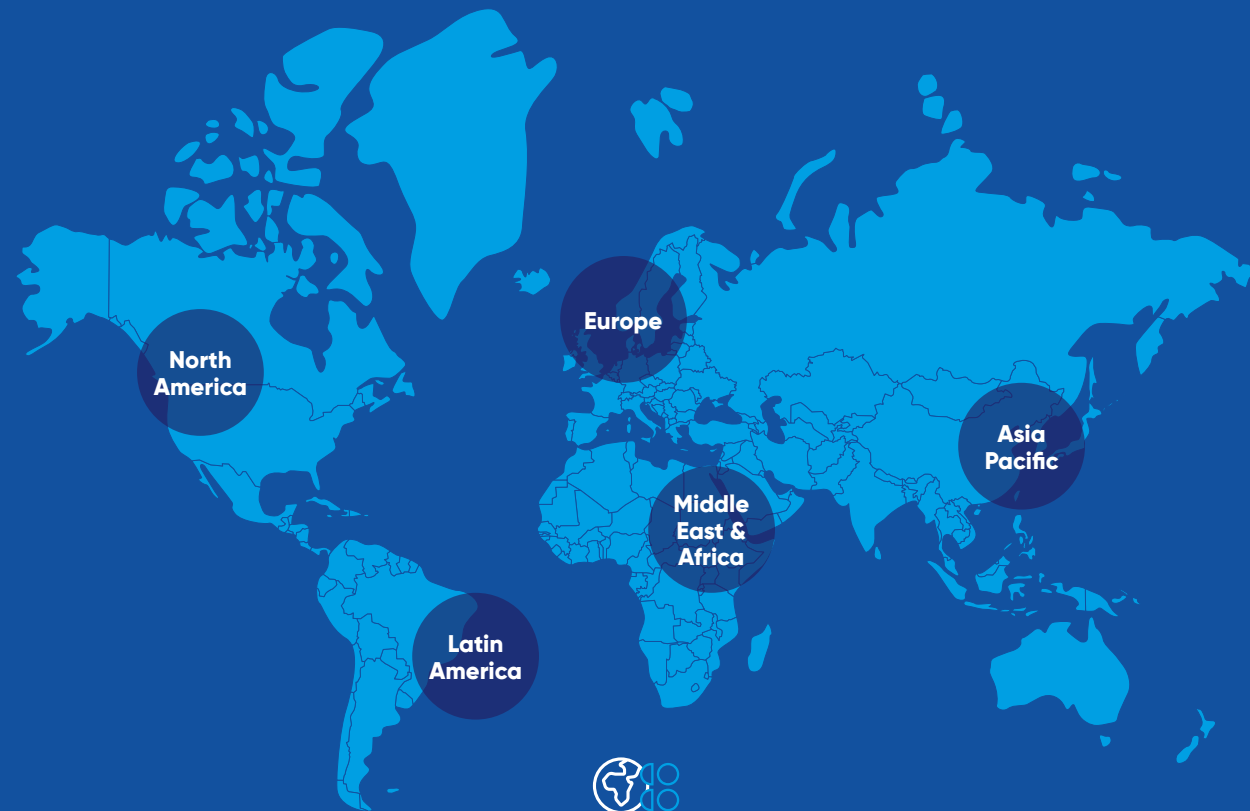 Europe
North
America
Asia
Pacific
Middle
East &
Africa
Latin
America